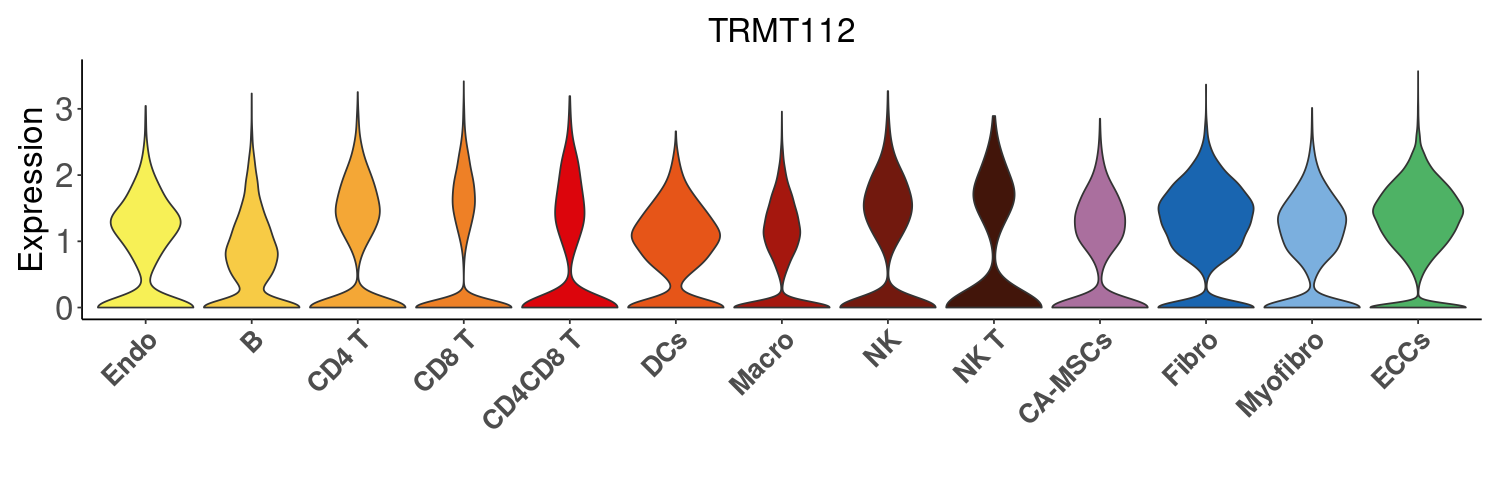 TRMT112
Expression
3
2
1
0
Endo
B
CD4 T
CD8 T
CD4CD8 T
DCs
Macro
NK
NK T
CA-MSCs
Fibro
Myofibro
ECCs